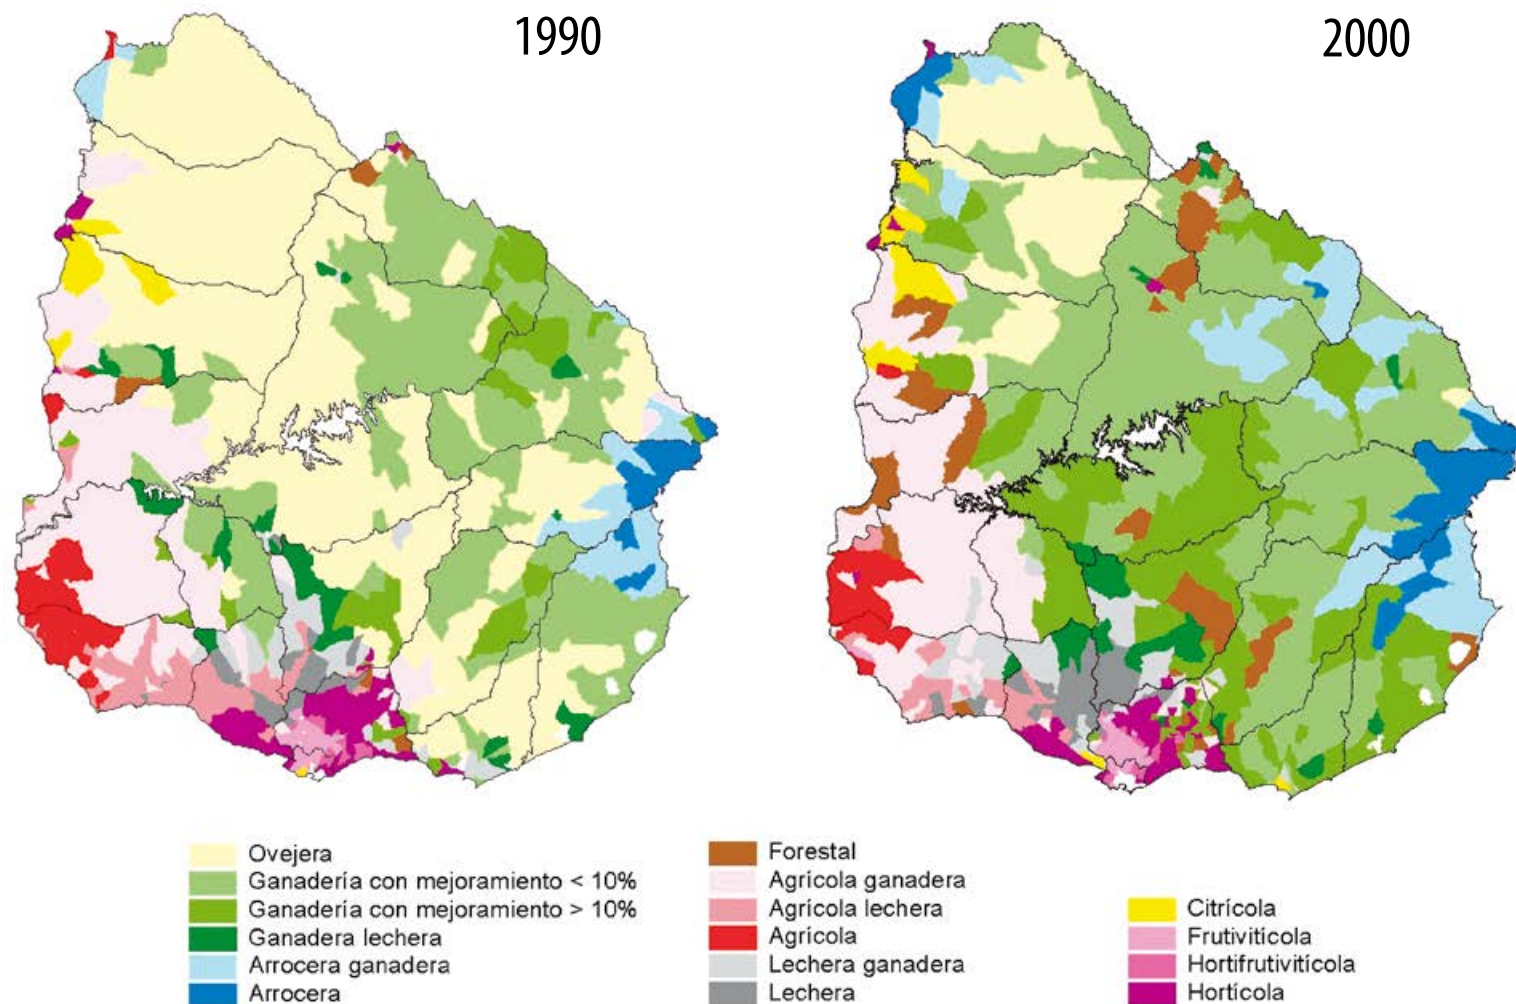 1990
2000
Ovejera
Ganadería con mejoramiento < 10%
Ganadería con mejoramiento > 10%
Ganadera lechera
Arrocera ganadera
Arrocera
Forestal
Agrícola ganadera
Agrícola lechera
Agrícola
Lechera ganadera
Lechera
Citrícola
Frutivitícola
Hortifrutivitícola
Hortícola